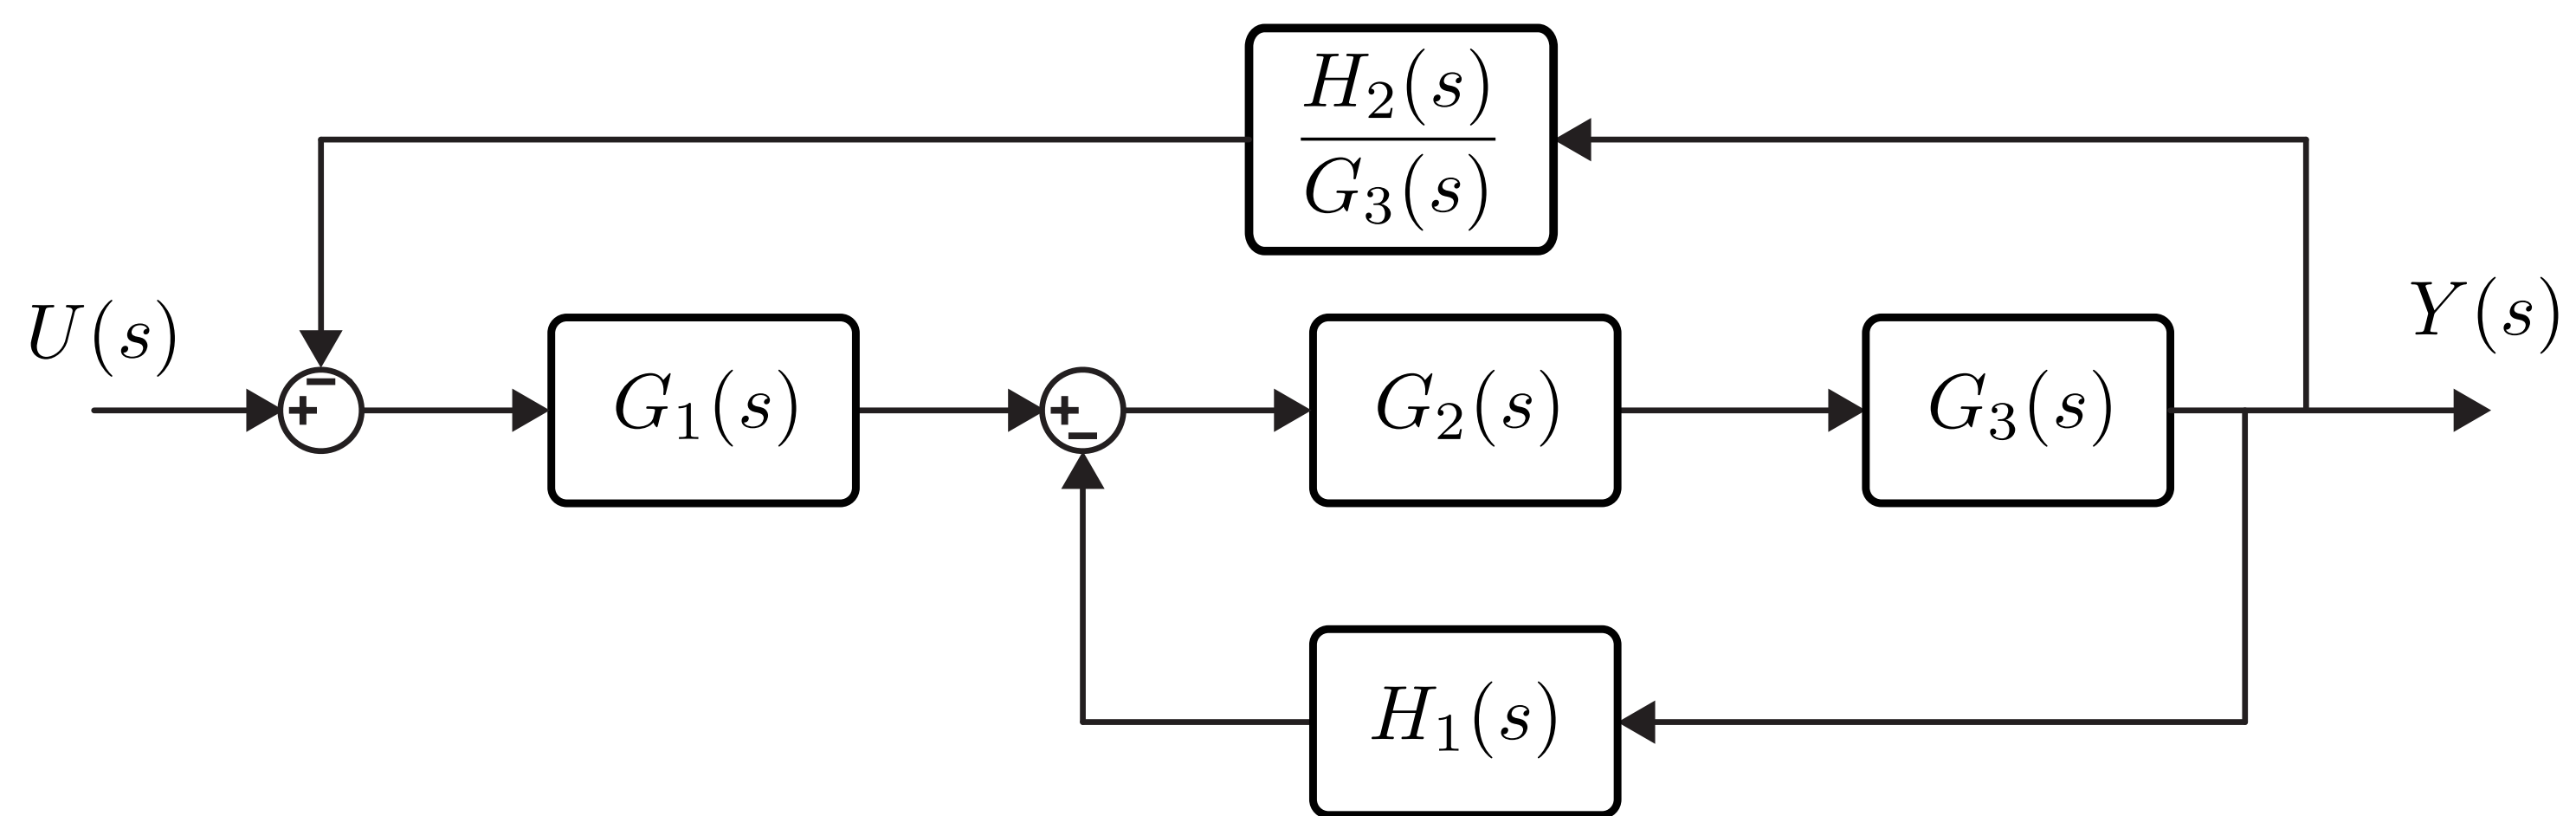 H₂(s)
G₃(s)
U(s)
Y(s)
−
+
G₁(s)
+
−
G₂(s)
G₃(s)
H₁(s)